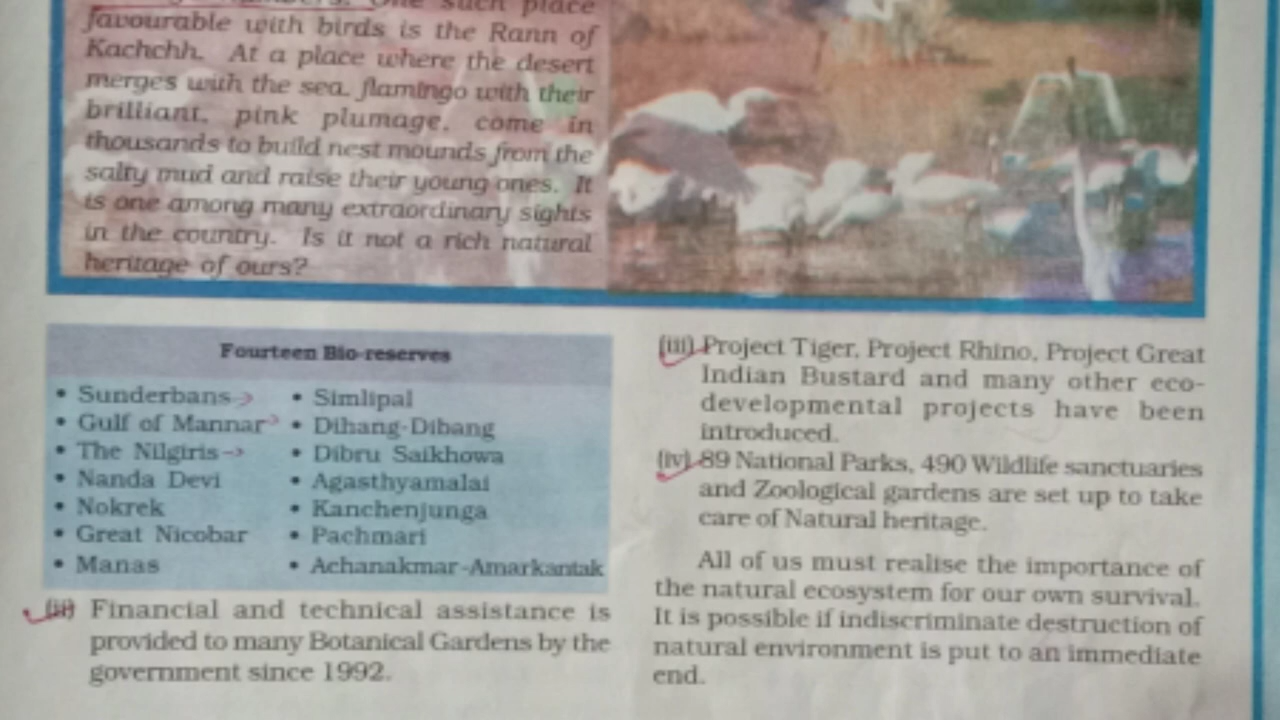 One such place
favourable with birds is the Rann of
Kachchh. At a place where the desert
merges with the sea, flamingo with their
brilliant, pink plumage, come in
thousands to build nest mounds from the
salty mud and raise their young ones. It
is one among many extraordinary sights
in the country. Is it not a rich natural
heritage of ours?
Fourteen Bio-reserves
• Sunderbans
• Gulf of Mannar
• The Nilgiris
• Nanda Devi
• Nokrek
• Great Nicobar
• Manas
• Simlipal
• Dihang-Dibang
• Dibru Saikhowa
• Agasthyamalai
• Kanchenjunga
• Pachmari
• Achanakmar-Amarkantak
(ii) Financial and technical assistance is
provided to many Botanical Gardens by the
government since 1992.
(iii) Project Tiger, Project Rhino, Project Great
Indian Bustard and many other eco-
developmental projects have been
introduced.
(iv) 89 National Parks, 490 Wildlife sanctuaries
and Zoological gardens are set up to take
care of Natural heritage.
All of us must realise the importance of
the natural ecosystem for our own survival.
It is possible if indiscriminate destruction of
natural environment is put to an immediate
end.